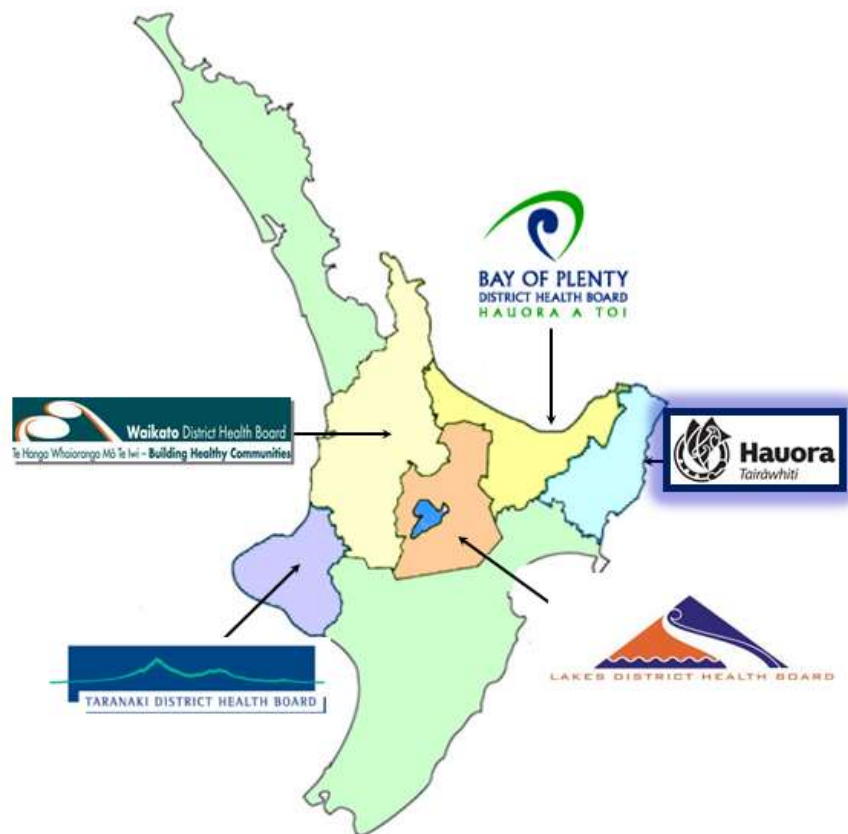 BAY OF PLENTY
DISTRICT HEALTH BOARD
HAUORA A TOI
Waikato District Health Board
Te Hanga Whaioranga Mō Te Iwi – Building Healthy Communities
Hauora
Tairāwhiti
TARANAKI DISTRICT HEALTH BOARD
LAKES DISTRICT HEALTH BOARD